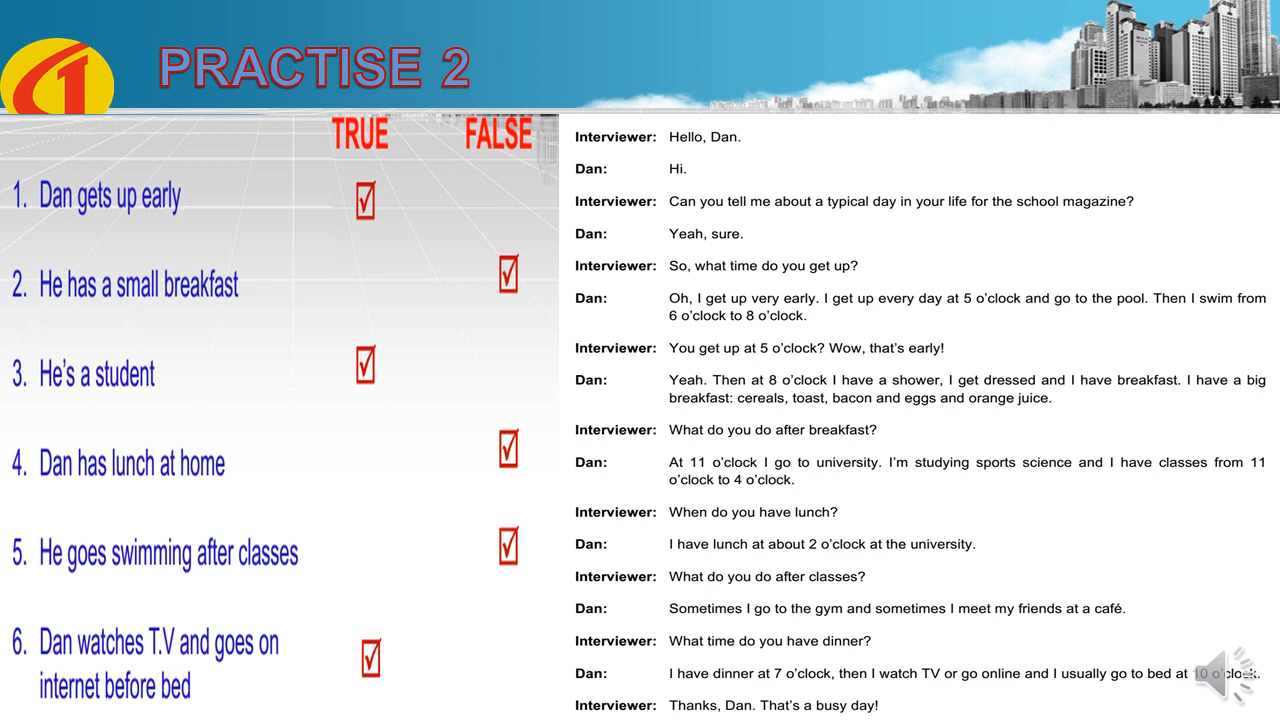 PRACTISE 2
TRUE FALSE
1. Dan gets up early
2. He has a small breakfast
3. He's a student
4. Dan has lunch at home
5. He goes swimming after classes
6. Dan watches T.V and goes on
internet before bed
Interviewer: Hello, Dan.
Dan: Hi.
Interviewer: Can you tell me about a typical day in your life for the school magazine?
Dan: Yeah, sure.
Interviewer: So, what time do you get up?
Dan: Oh, I get up very early. I get up every day at 5 o'clock and go to the pool. Then I swim from
6 o'clock to 8 o'clock.
Interviewer: You get up at 5 o'clock? Wow, that's early!
Dan: Yeah. Then at 8 o'clock I have a shower, I get dressed and I have breakfast. I have a big
breakfast: cereals, toast, bacon and eggs and orange juice.
Interviewer: What do you do after breakfast?
Dan: At 11 o'clock I go to university. I'm studying sports science and I have classes from 11
o'clock to 4 o'clock.
Interviewer: When do you have lunch?
Dan: I have lunch at about 2 o'clock at the university.
Interviewer: What do you do after classes?
Dan: Sometimes I go to the gym and sometimes I meet my friends at a café.
Interviewer: What time do you have dinner?
Dan: I have dinner at 7 o'clock, then I watch TV or go online and I usually go to bed at 10 o'clock.
Interviewer: Thanks, Dan. That's a busy day!